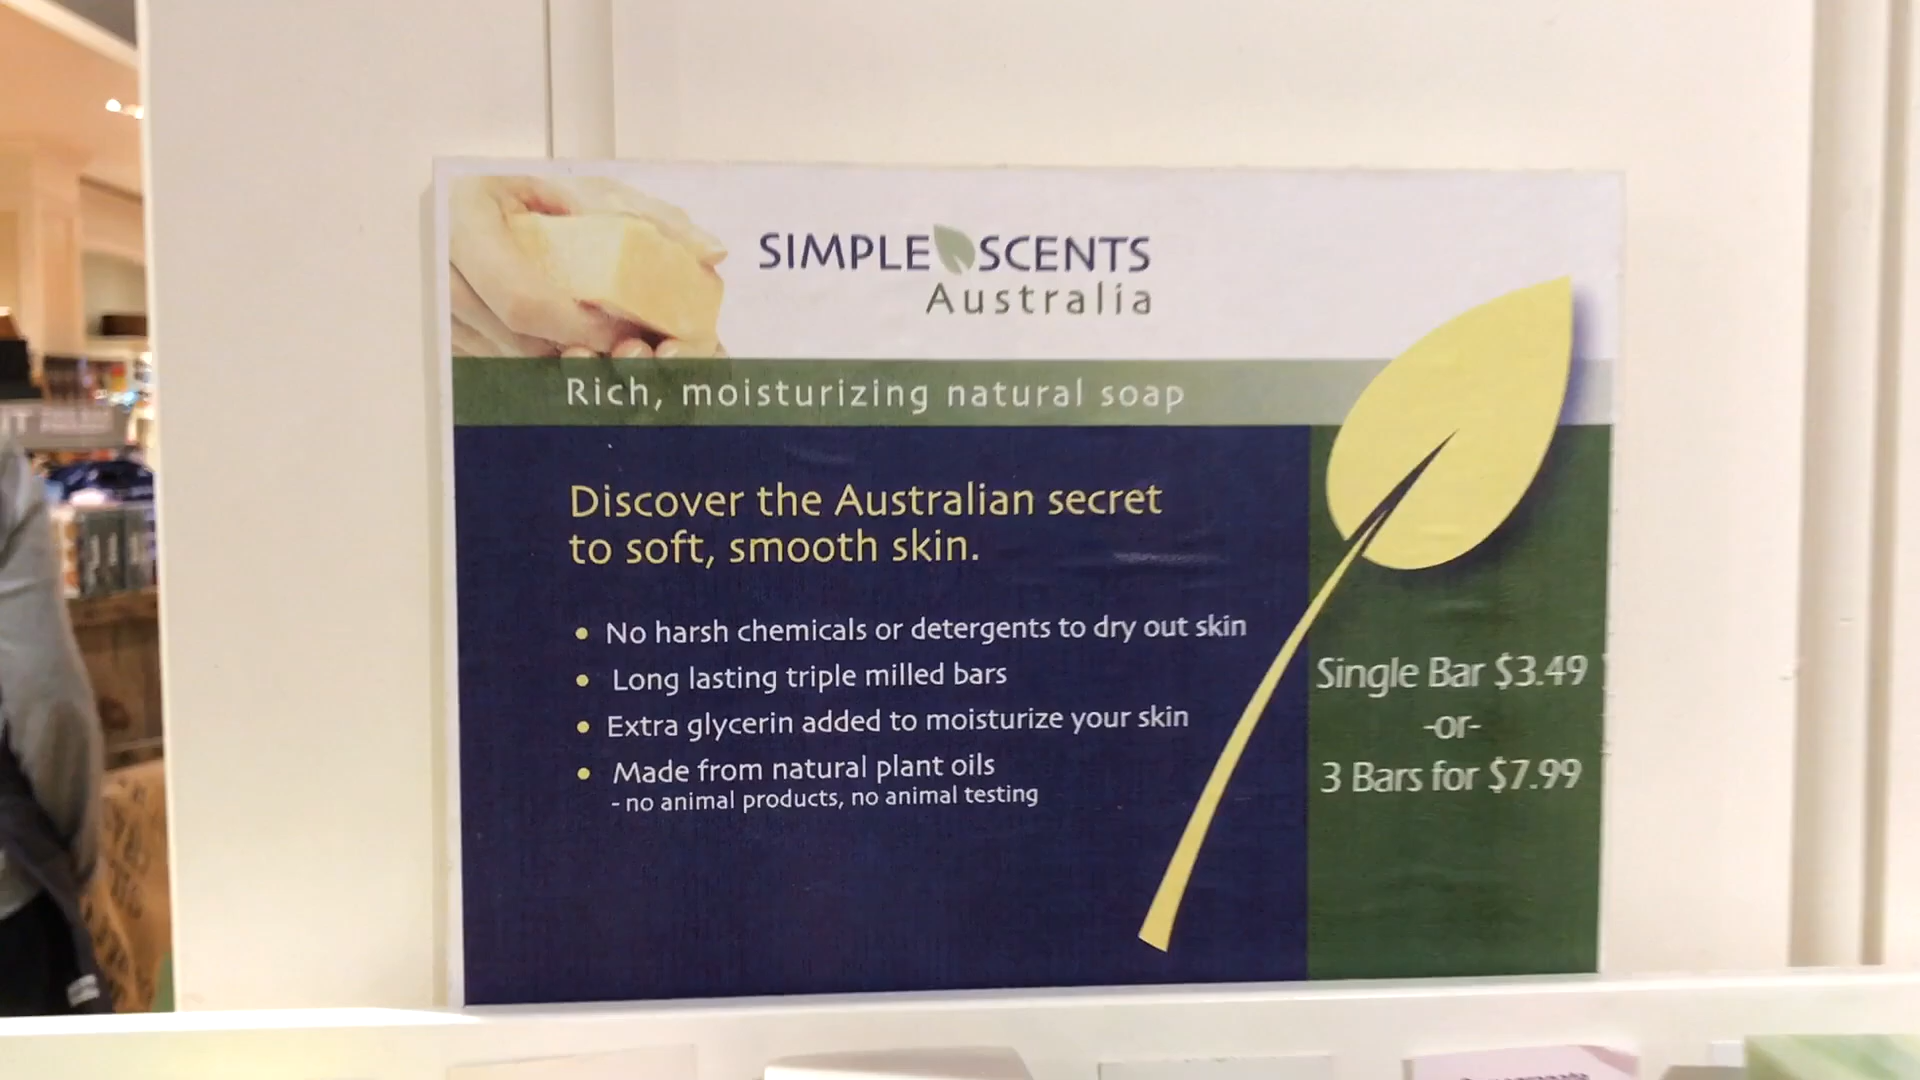 SIMPLE SCENTS
Australia
Rich, moisturizing natural soap
Discover the Australian secret
to soft, smooth skin.
• No harsh chemicals or detergents to dry out skin
• Long lasting triple milled bars
• Extra glycerin added to moisturize your skin
• Made from natural plant oils
- no animal products, no animal testing
Single Bar $3.49
-or-
3 Bars for $7.99